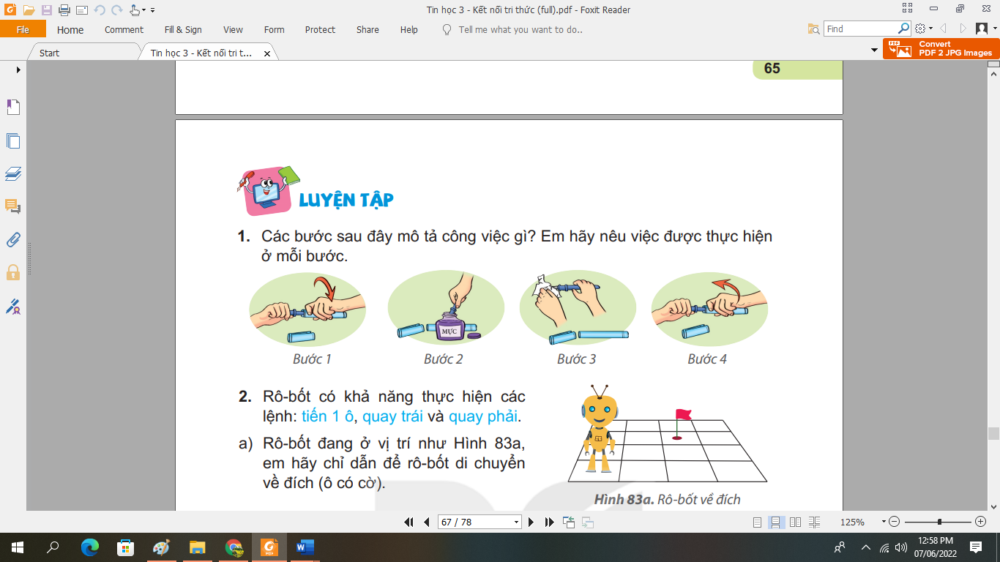 Tin học 3 - Kết nối tri thức (full).pdf - Foxit Reader
File Home Comment Fill & Sign View Form Protect Share Help Tell me what you want to do.. Find
Start Tin học 3 - Kết nối tri t... Convert
PDF 2 JPG Images
65
LUYỆN TẬP
1. Các bước sau đây mô tả công việc gì? Em hãy nêu việc được thực hiện
ở mỗi bước.
MỰC
Bước 1 Bước 2 Bước 3 Bước 4
2. Rô-bốt có khả năng thực hiện các
lệnh: tiến 1 ô, quay trái và quay phải.
a) Rô-bốt đang ở vị trí như Hình 83a,
em hãy chỉ dẫn để rô-bốt di chuyển
về đích (ô có cờ).
Hình 83a. Rô-bốt về đích
67 / 78 125%
12:58 PM
07/06/2022